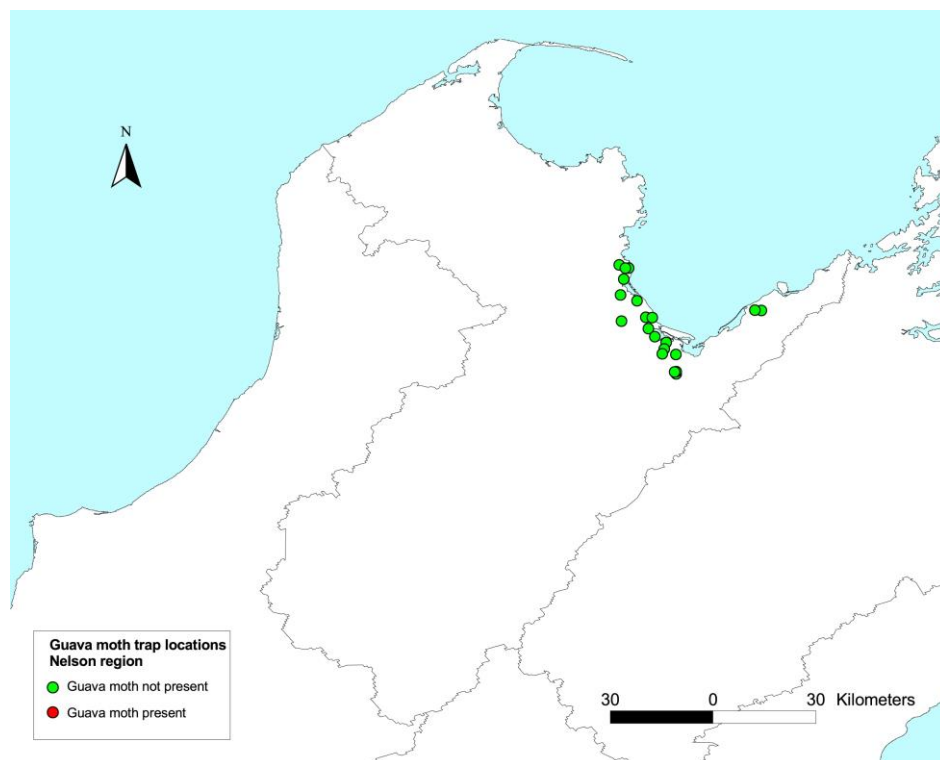 N
Guava moth trap locations
Nelson region
Guava moth not present
Guava moth present
30 0 30 Kilometers